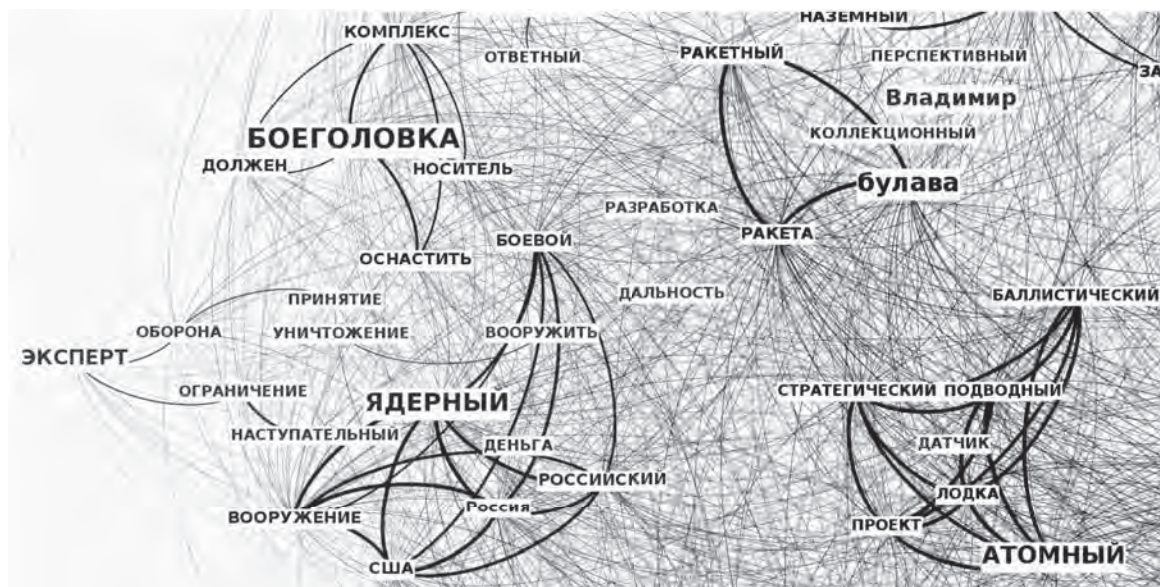 НАЗЕМНЫЙ
КОМПЛЕКС
ОТВЕТНЫЙ
РАКЕТНЫЙ
ПЕРСПЕКТИВНЫЙ
ЗА
Владимир
БОЕГОЛОВКА
КОЛЛЕКЦИОННЫЙ
ДОЛЖЕН
НОСИТЕЛЬ
булава
РАЗРАБОТКА
РАКЕТА
БОЕВОЙ
ОСНАСТИТЬ
ДАЛЬНОСТЬ
БАЛЛИСТИЧЕСКИЙ
ПРИНЯТИЕ
ОБОРОНА
УНИЧТОЖЕНИЕ
ВООРУЖИТЬ
ЭКСПЕРТ
ОГРАНИЧЕНИЕ
СТРАТЕГИЧЕСКИЙ ПОДВОДНЫЙ
ЯДЕРНЫЙ
НАСТУПАТЕЛЬНЫЙ
ДЕНЬГА
ДАТЧИК
РОССИЙСКИЙ
ЛОДКА
Россия
ВООРУЖЕНИЕ
ПРОЕКТ
США
АТОМНЫЙ